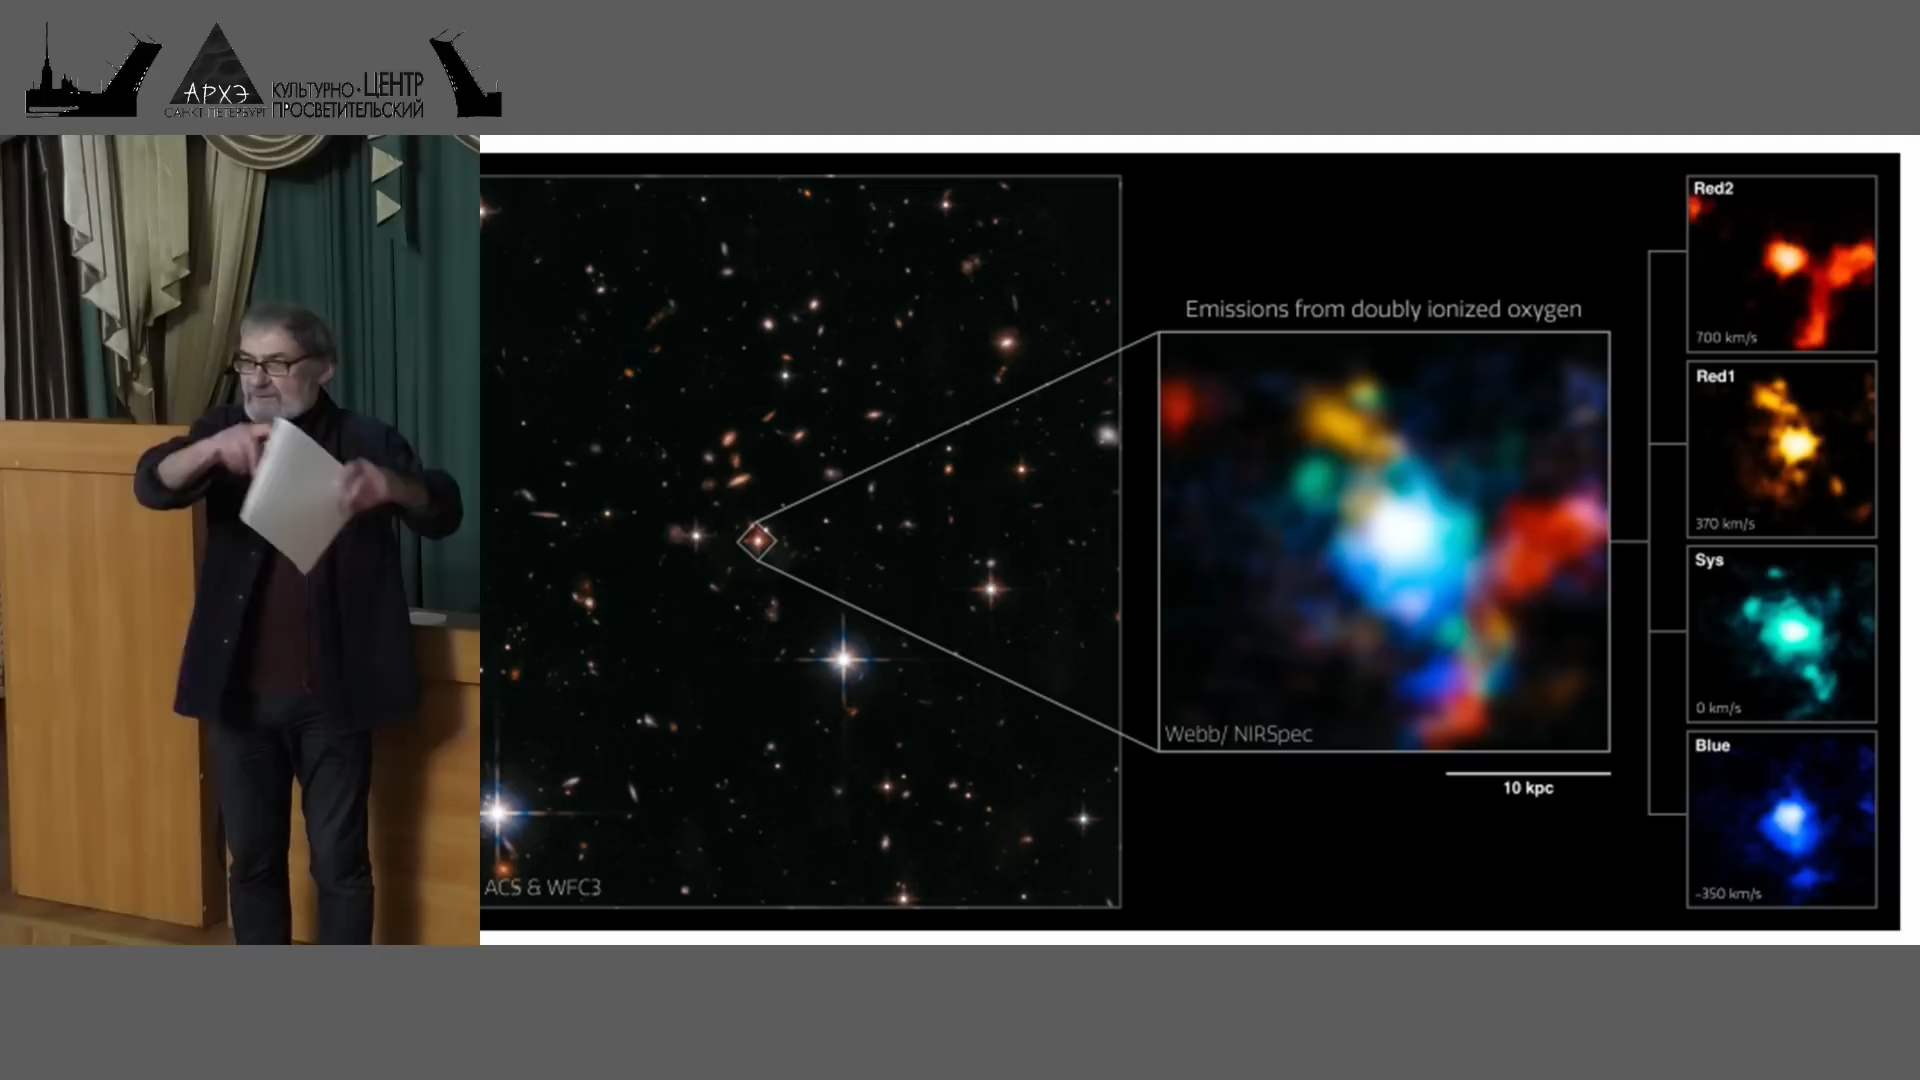 АРХЭ
САНКТ-ПЕТЕРБУРГ
КУЛЬТУРНО-ЦЕНТР
ПРОСВЕТИТЕЛЬСКИЙ
Emissions from doubly ionized oxygen
Webb/ NIRSpec
10 kpc
ACS & WFC3
Red2
700 km/s
Red1
370 km/s
Sys
0 km/s
Blue
-350 km/s